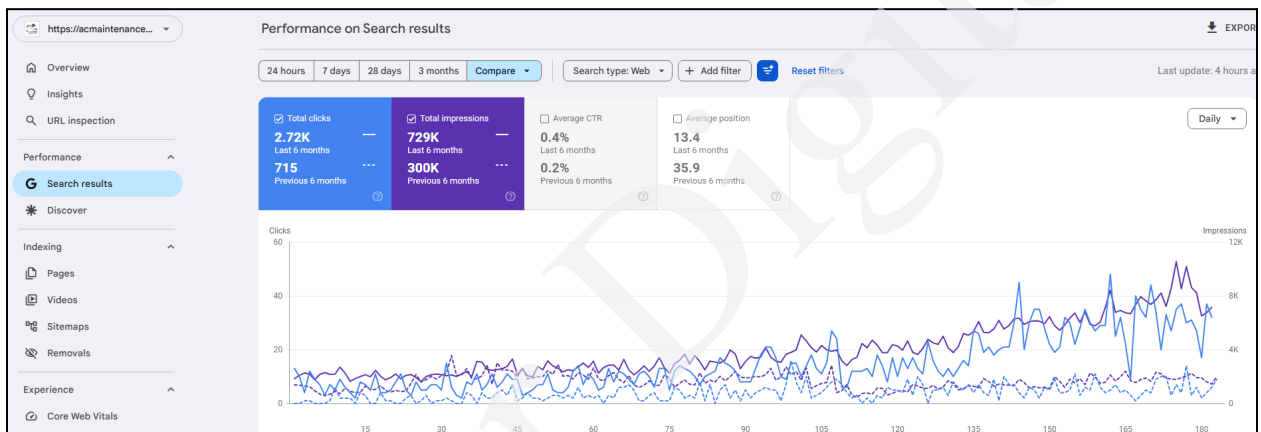 https://acmaintenance...
Performance on Search results
EXPOR
Overview
Insights
URL inspection
Performance
Search results
Discover
Indexing
Pages
Videos
Sitemaps
Removals
Experience
Core Web Vitals
24 hours 7 days 28 days 3 months Compare Search type: Web + Add filter Reset filters Last update: 4 hours a
Total clicks
2.72K
Last 6 months
715
Previous 6 months
Total impressions
729K
Last 6 months
300K
Previous 6 months
Average CTR
0.4%
Last 6 months
0.2%
Previous 6 months
Average position
13.4
Last 6 months
35.9
Previous 6 months
Daily
Clicks
60
40
20
0
Impressions
12K
8K
4K
0
15 30 45 60 75 90 105 120 135 150 165 180
Digit